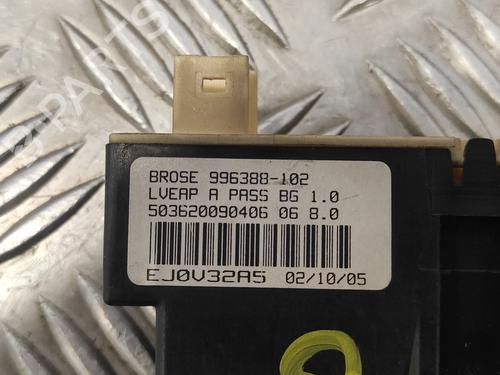 BROSE 996388-102
LVEAP A PASS BG 1.0
503620090406 06 8.0
EJ0V32A5 02/10/05